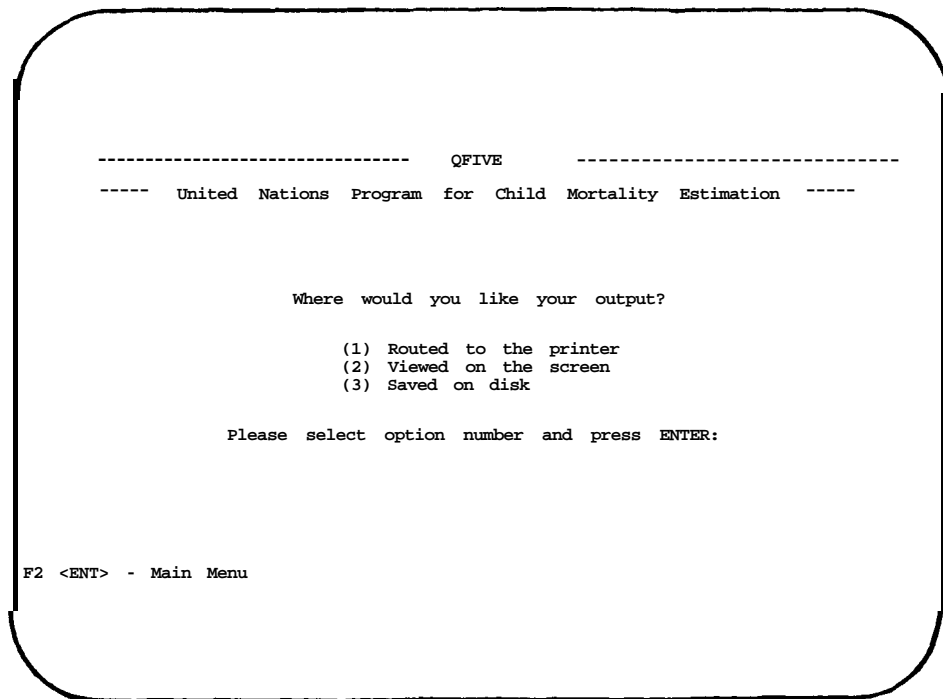 --------------------------------- QFIVE ------------------------------
----- United Nations Program for Child Mortality Estimation -----
Where would you like your output?
(1) Routed to the printer
(2) Viewed on the screen
(3) Saved on disk
Please select option number and press ENTER:
F2 <ENT> - Main Menu